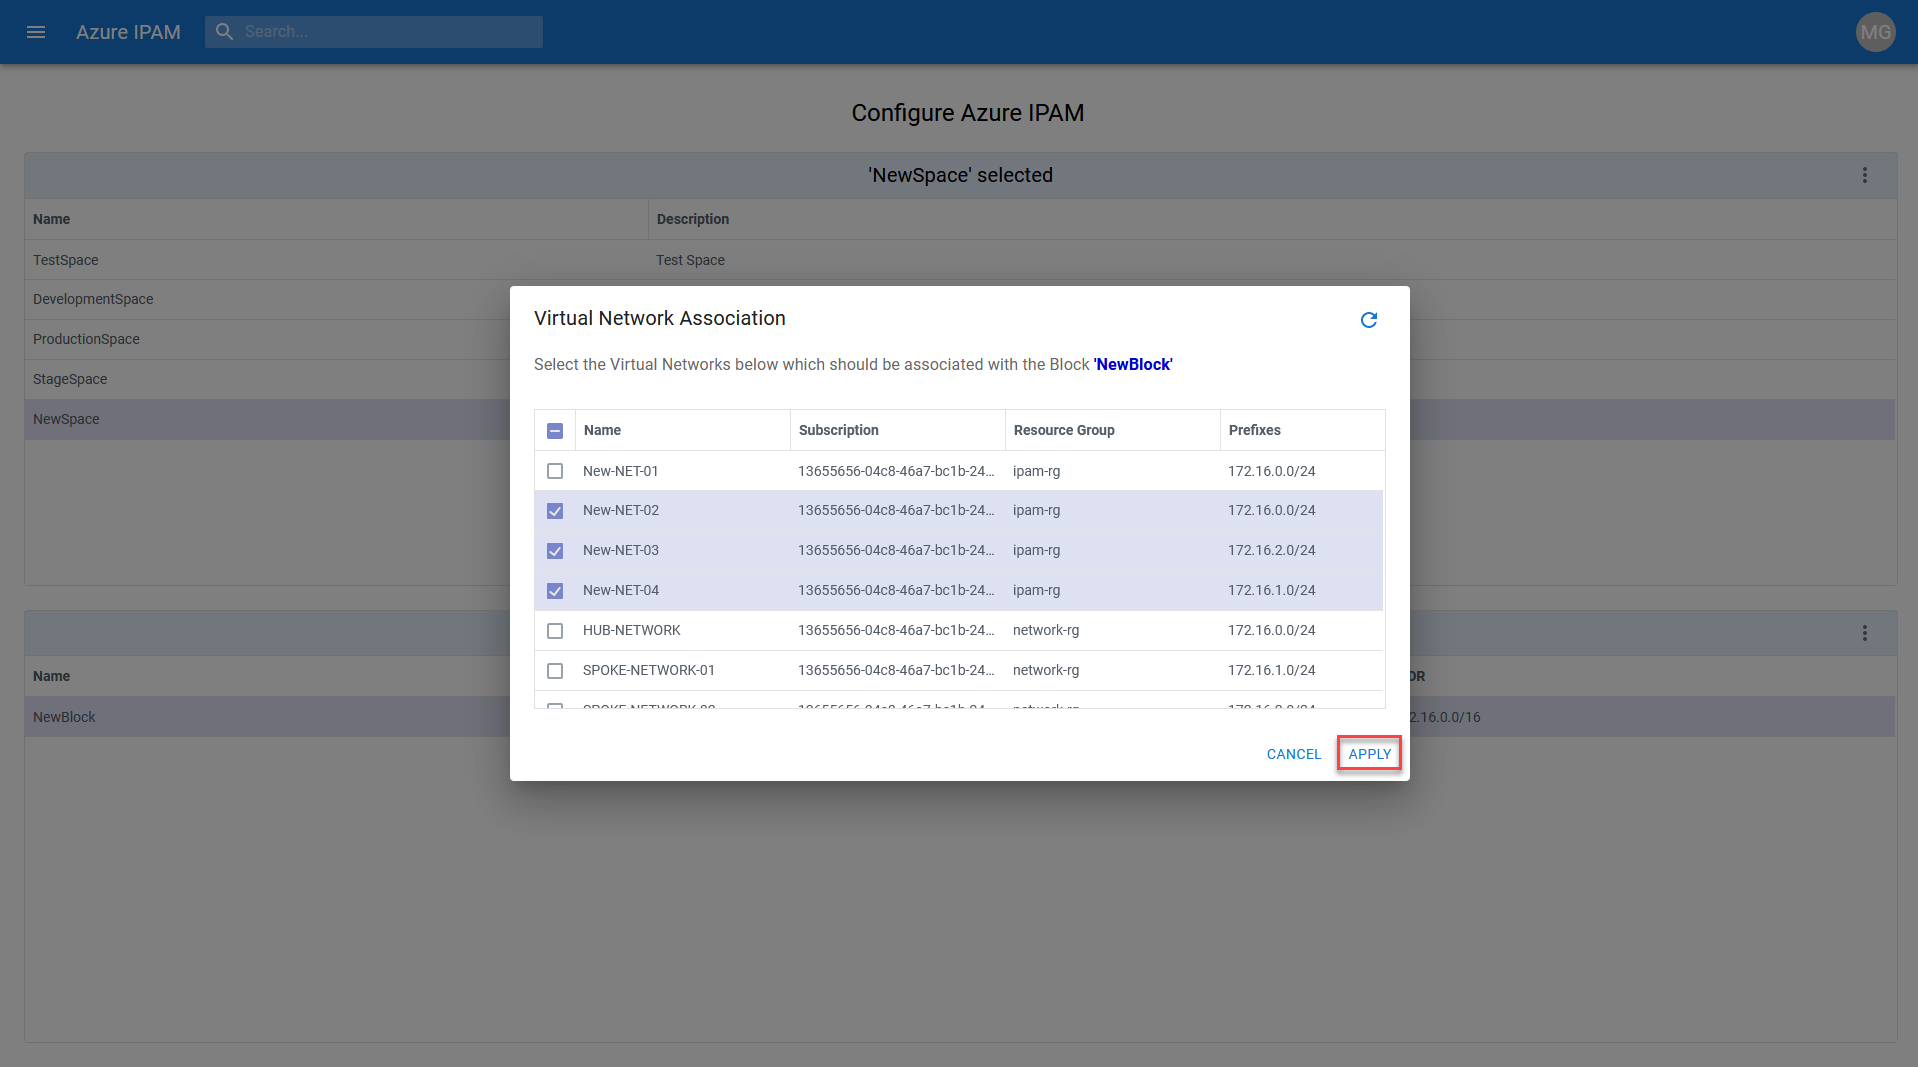 Azure IPAM
Search...
MG
Configure Azure IPAM
'NewSpace' selected
Name
Description
TestSpace
Test Space
DevelopmentSpace
ProductionSpace
StageSpace
NewSpace
Virtual Network Association
Select the Virtual Networks below which should be associated with the Block 'NewBlock'
Name Subscription Resource Group Prefixes
New-NET-01 13655656-04c8-46a7-bc1b-24... ipam-rg 172.16.0.0/24
New-NET-02 13655656-04c8-46a7-bc1b-24... ipam-rg 172.16.0.0/24
New-NET-03 13655656-04c8-46a7-bc1b-24... ipam-rg 172.16.2.0/24
New-NET-04 13655656-04c8-46a7-bc1b-24... ipam-rg 172.16.1.0/24
HUB-NETWORK 13655656-04c8-46a7-bc1b-24... network-rg 172.16.0.0/24
SPOKE-NETWORK-01 13655656-04c8-46a7-bc1b-24... network-rg 172.16.1.0/24
CANCEL
APPLY
Name
NewBlock
2.16.0.0/16